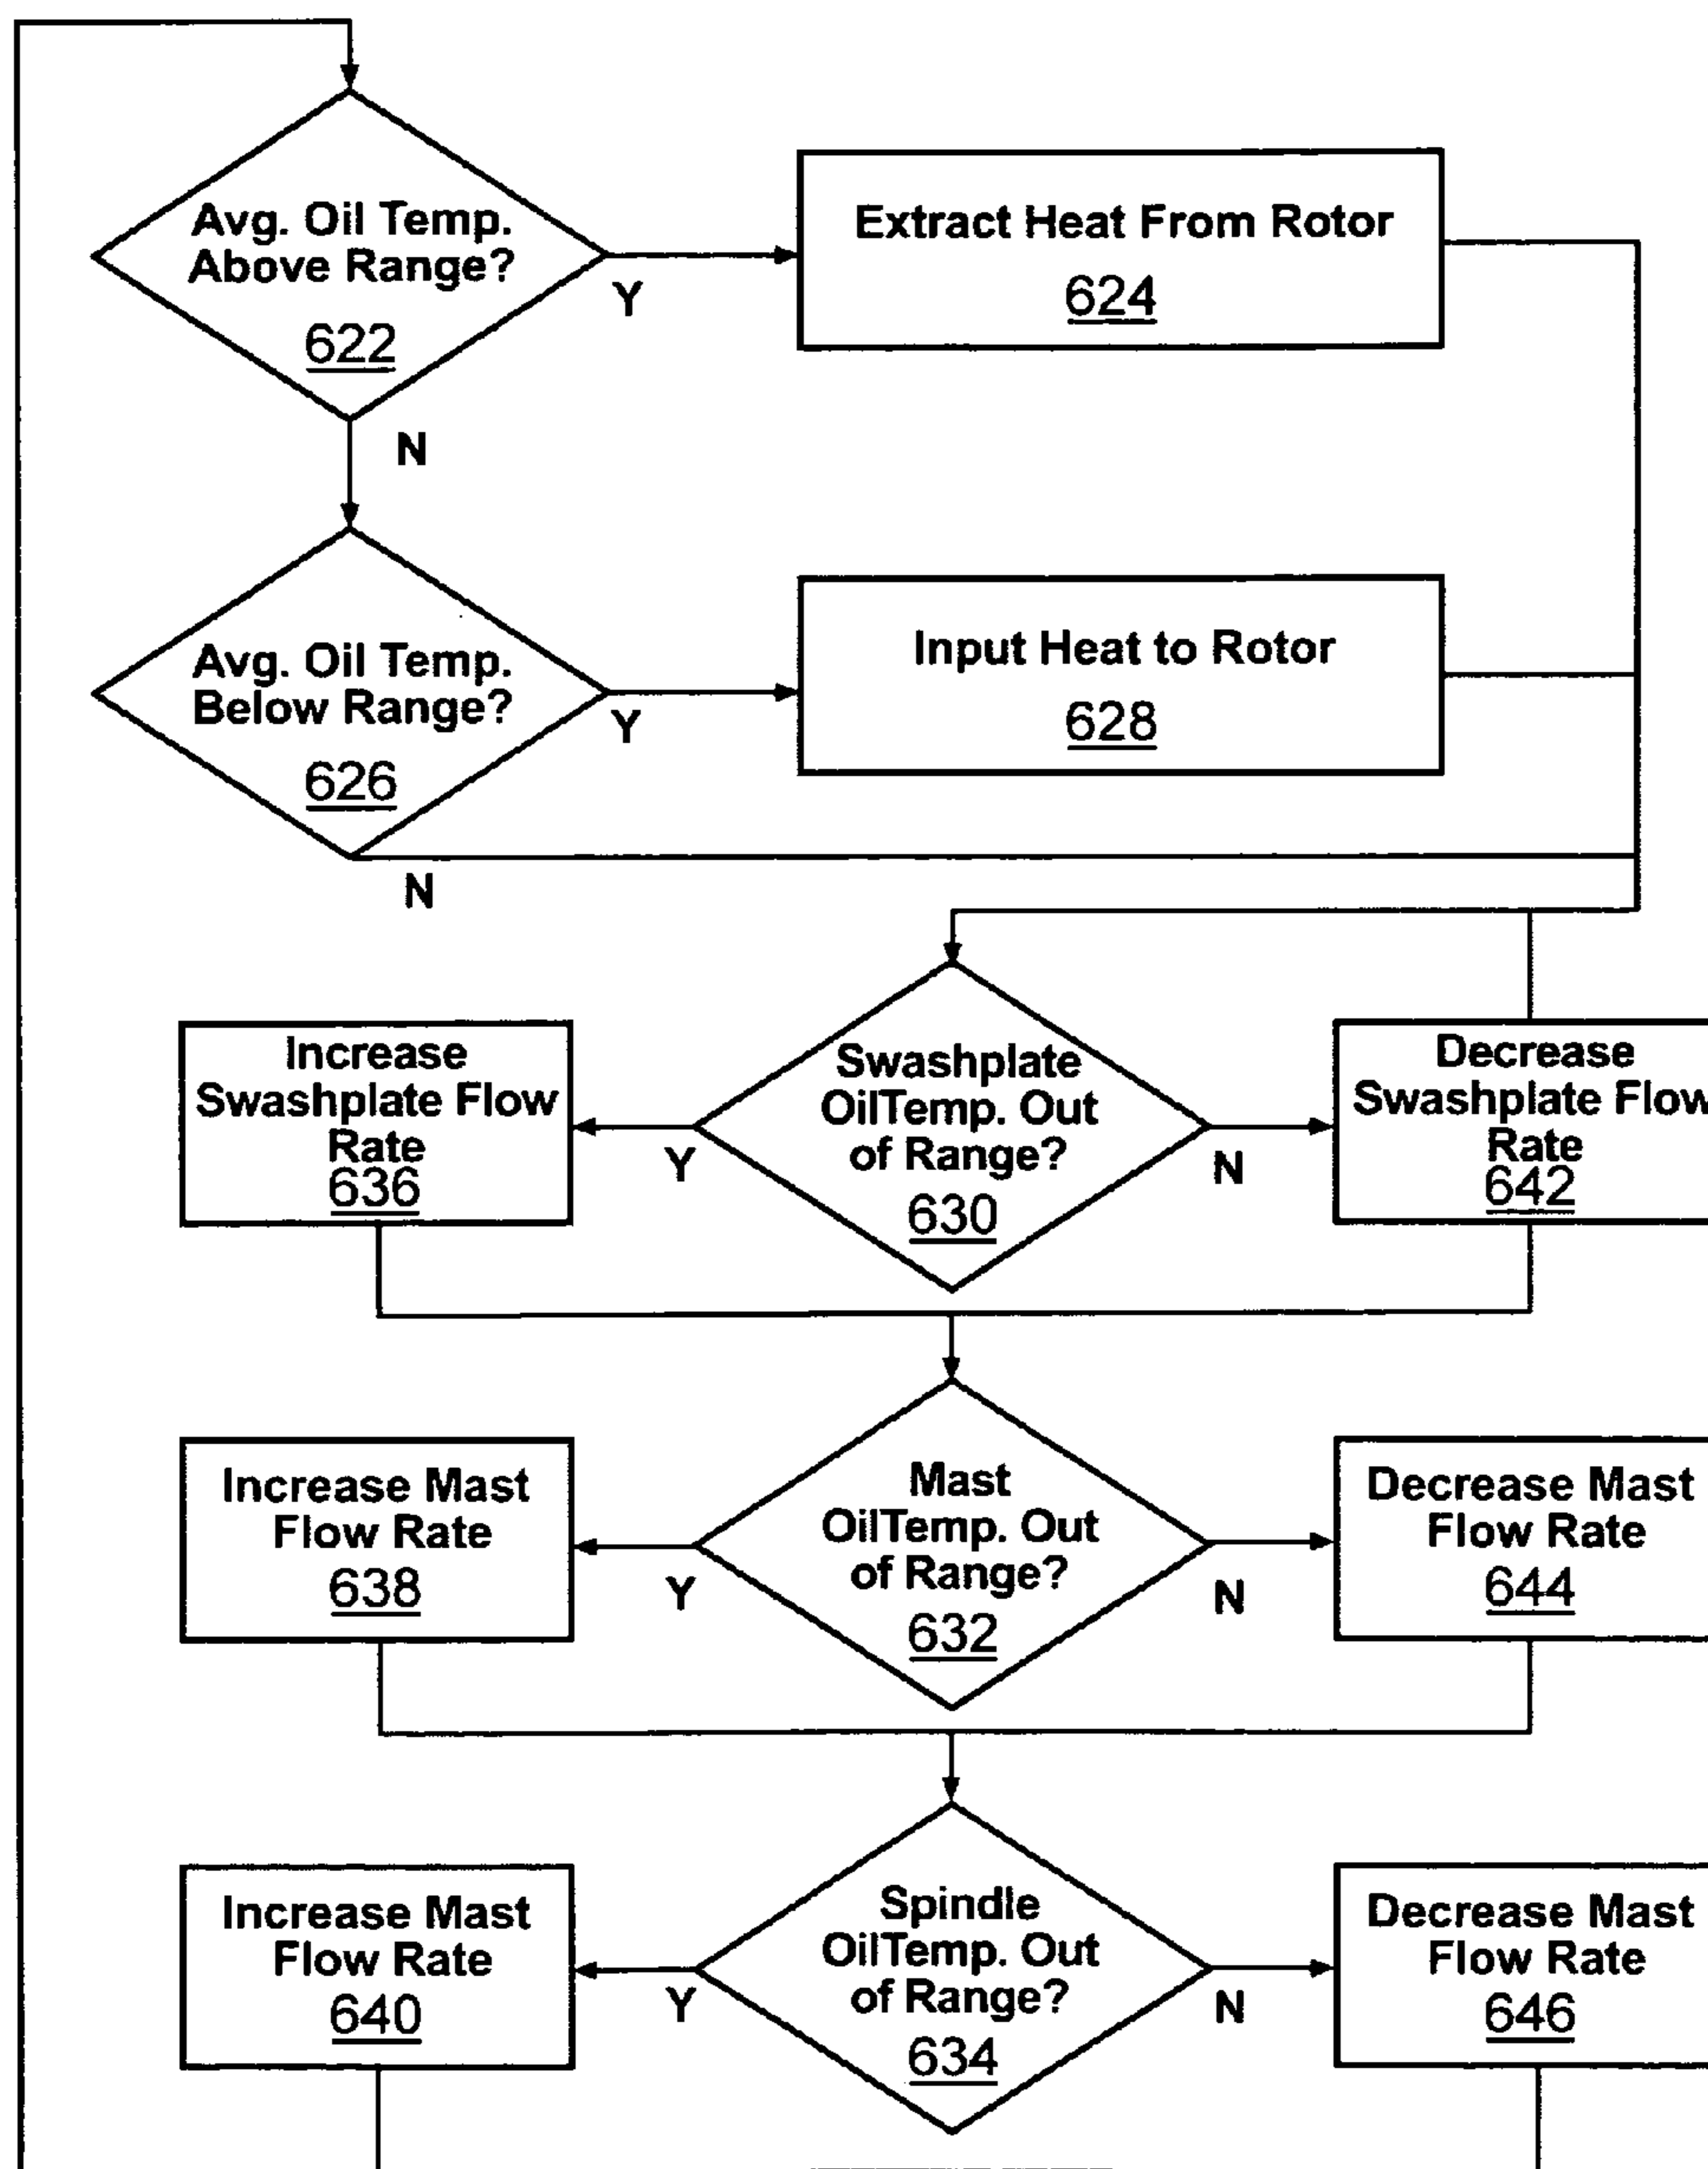 Avg. Oil Temp.
Above Range?
622
Y
N
Extract Heat From Rotor
624
Avg. Oil Temp.
Below Range?
626
Y
N
Input Heat to Rotor
628
Increase
Swashplate Flow
Rate
636
Y
Swashplate
OilTemp. Out
of Range?
630
N
Decrease
Swashplate Flow
Rate
642
Increase Mast
Flow Rate
638
Y
Mast
OilTemp. Out
of Range?
632
N
Decrease Mast
Flow Rate
644
Increase Mast
Flow Rate
640
Y
Spindle
OilTemp. Out
of Range?
634
N
Decrease Mast
Flow Rate
646